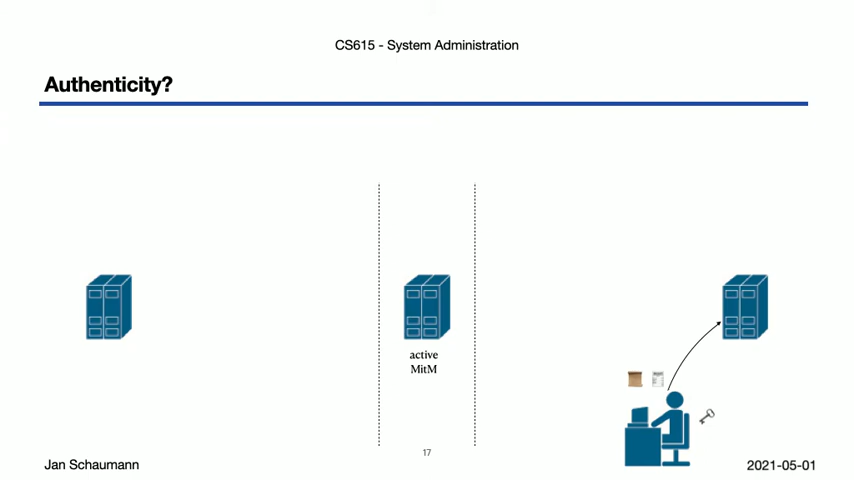 CS615 - System Administration
Authenticity?
active
MitM
17
Jan Schaumann
2021-05-01